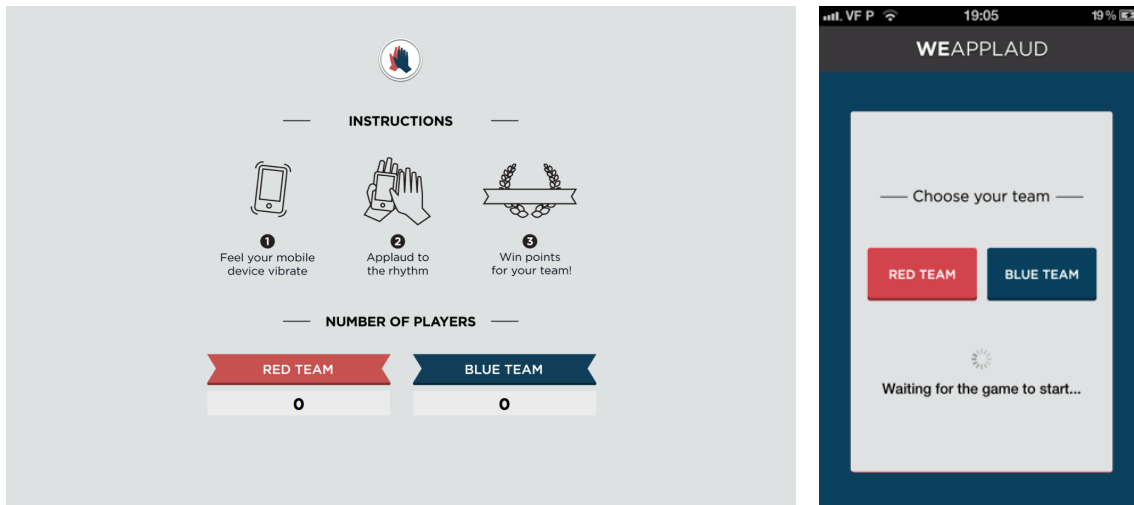 INSTRUCTIONS
1
Feel your mobile
device vibrate
2
Applaud to
the rhythm
3
Win points
for your team!
NUMBER OF PLAYERS
RED TEAM
0
BLUE TEAM
0
VF P 19:05 19 %
WEAPPLAUD
Choose your team
RED TEAM
BLUE TEAM
Waiting for the game to start...